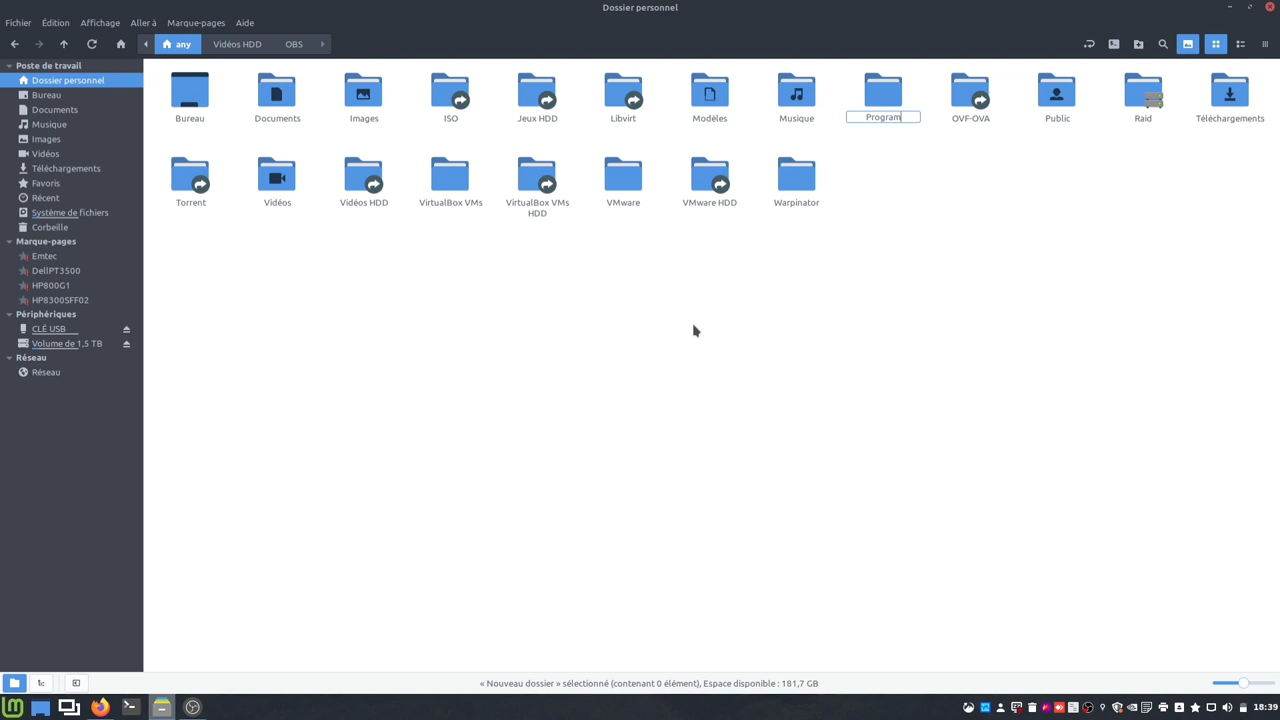 Dossier personnel
Fichier Édition Affichage Aller à Marque-pages Aide
any Vidéos HDD OBS
Poste de travail
Dossier personnel
Bureau
Documents
Musique
Images
Vidéos
Téléchargements
Favoris
Récent
Système de fichiers
Corbeille
Marque-pages
Emtec
DellPT3500
HP800G1
HP8300SFF02
Périphériques
CLÉ USB
Volume de 1,5 TB
Réseau
Réseau
Bureau Documents Images ISO Jeux HDD Libvirt Modèles Musique Program OVF-OVA Public Raid Téléchargements
Torrent Vidéos Vidéos HDD VirtualBox VMs VirtualBox VMs HDD VMware VMware HDD Warpinator
« Nouveau dossier » sélectionné (contenant 0 élément), Espace disponible : 181,7 GB
18:39